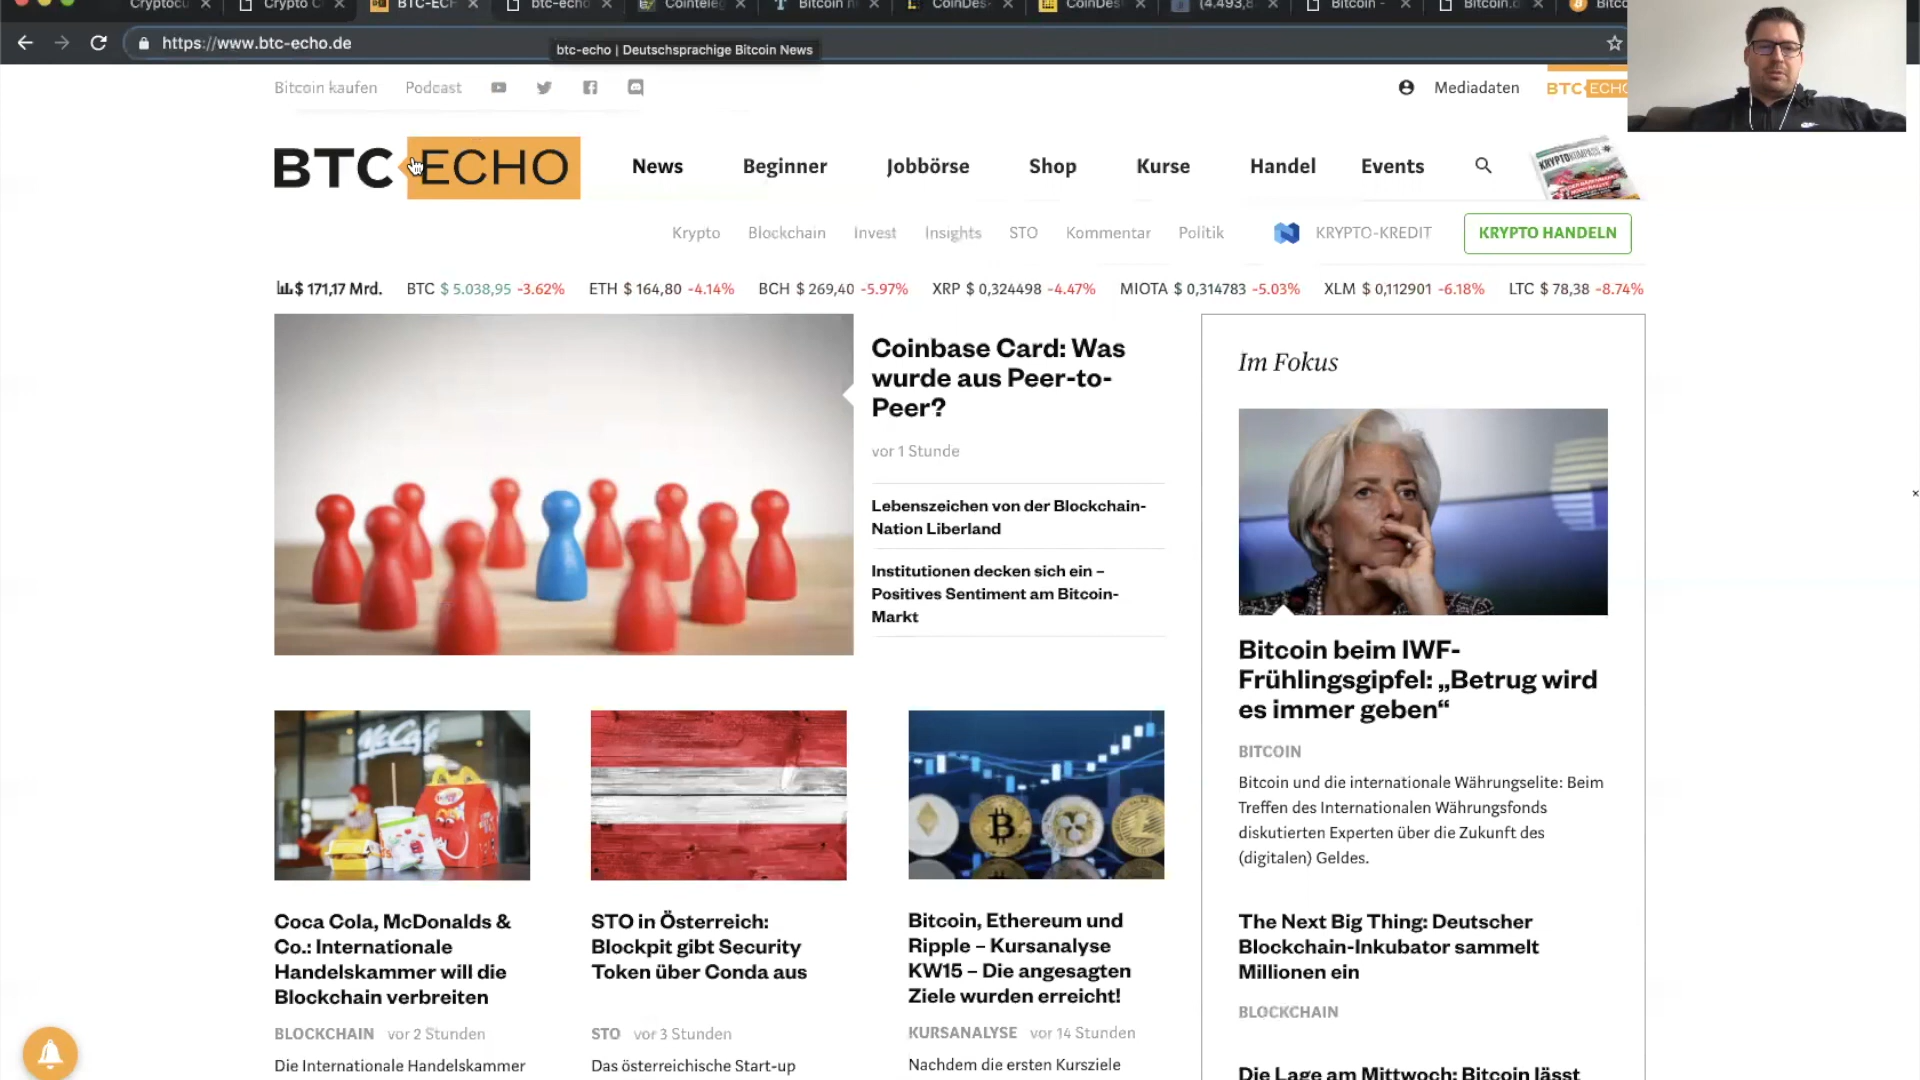 BTC-ECH
btc-echo
Cointeleg
Bitcoin n
CoinDes
CoinDes
(4.493,8
Bitcoin -
https://www.btc-echo.de
btc-echo | Deutschsprachige Bitcoin News
Bitcoin kaufen Podcast
Mediadaten
BTC ECHO
BTC ECHO
News Beginner Jobbörse Shop Kurse Handel Events
KRYPTOKOMPASS
Krypto Blockchain Invest Insights STO Kommentar Politik KRYPTO-KREDIT KRYPTO HANDELN
$ 171,17 Mrd. BTC $ 5.038,95 -3.62% ETH $ 164,80 -4.14% BCH $ 269,40 -5.97% XRP $ 0,324498 -4.47% MIOTA $ 0,314783 -5.03% XLM $ 0,112901 -6.18% LTC $ 78,38 -8.74%
Coinbase Card: Was
wurde aus Peer-to-
Peer?
vor 1 Stunde
Lebenszeichen von der Blockchain-
Nation Liberland
Institutionen decken sich ein –
Positives Sentiment am Bitcoin-
Markt
Im Fokus
Bitcoin beim IWF-
Frühlingsgipfel: „Betrug wird
es immer geben“
BITCOIN
Bitcoin und die internationale Währungselite: Beim
Treffen des Internationalen Währungsfonds
diskutierten Experten über die Zukunft des
(digitalen) Geldes.
The Next Big Thing: Deutscher
Blockchain-Inkubator sammelt
Millionen ein
BLOCKCHAIN
Die Lage am Mittwoch: Bitcoin lässt
McCafé
Coca Cola, McDonalds &
Co.: Internationale
Handelskammer will die
Blockchain verbreiten
BLOCKCHAIN vor 2 Stunden
Die Internationale Handelskammer
STO in Österreich:
Blockpit gibt Security
Token über Conda aus
STO vor 3 Stunden
Das österreichische Start-up
Bitcoin, Ethereum und
Ripple – Kursanalyse
KW15 – Die angesagten
Ziele wurden erreicht!
KURSANALYSE vor 14 Stunden
Nachdem die ersten Kursziele